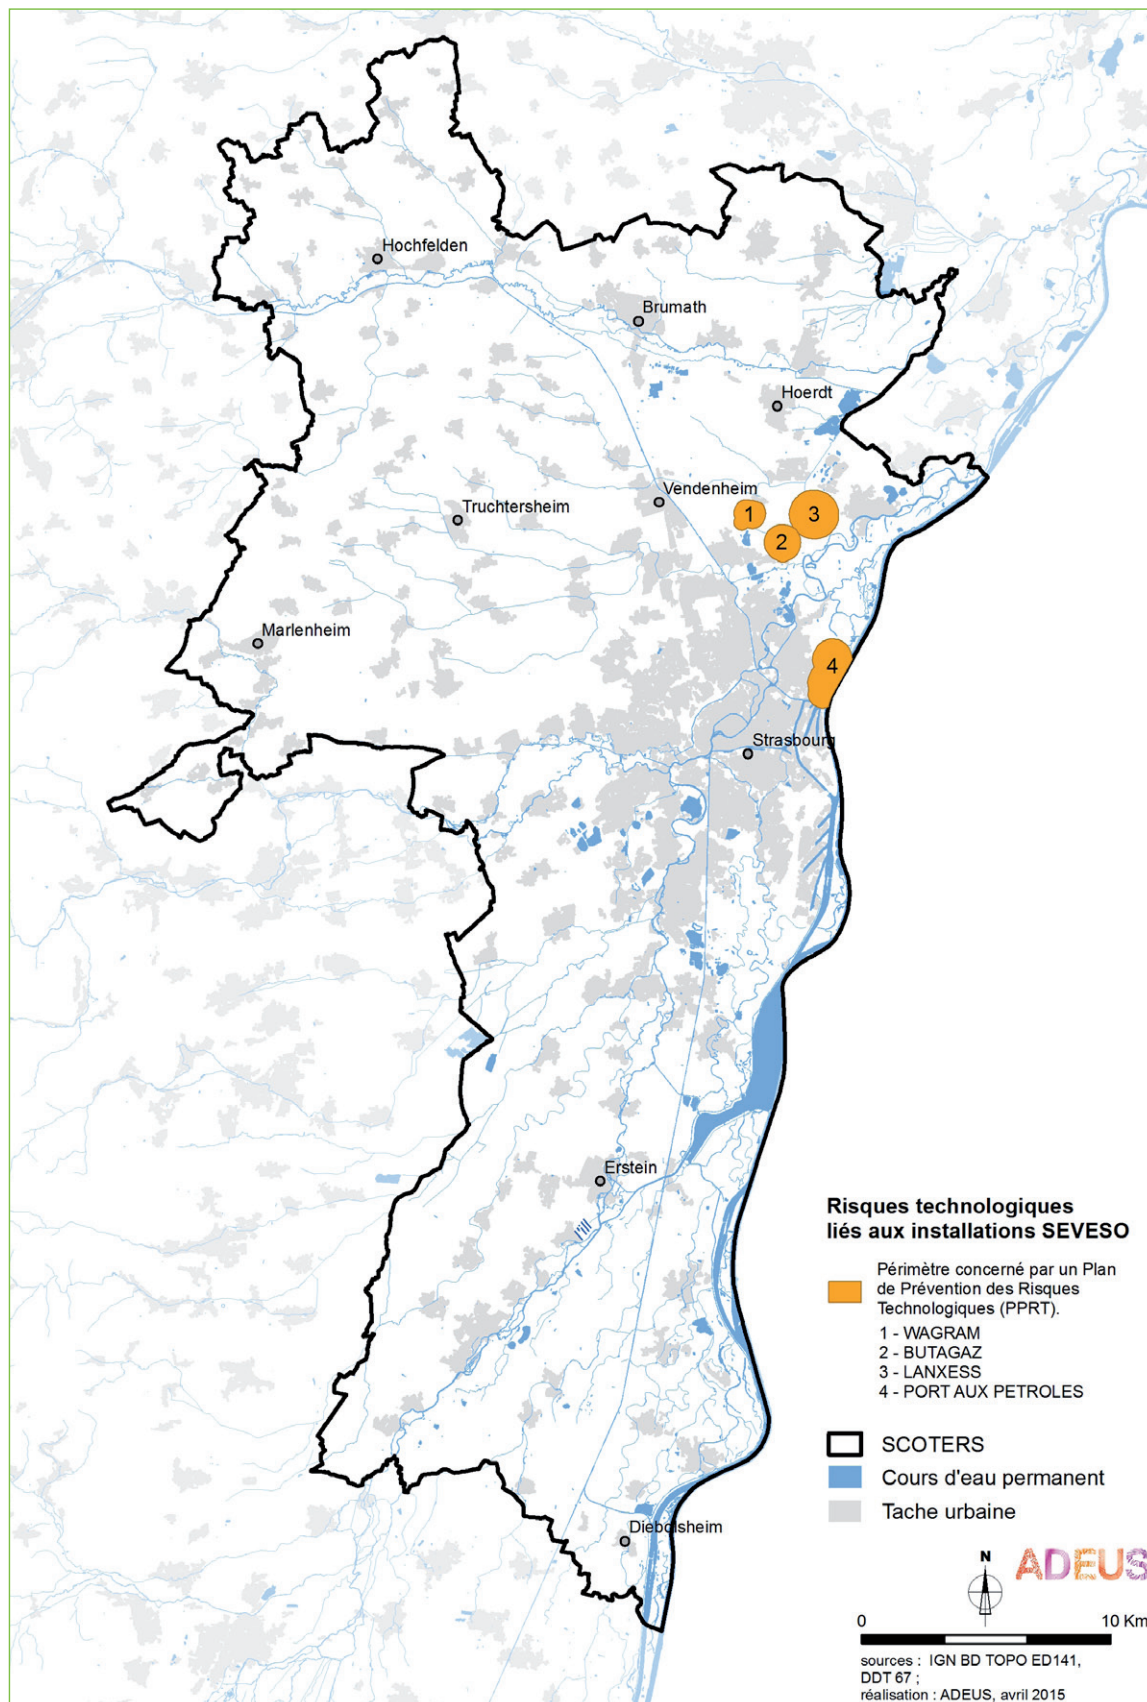 Hochfelden
Brumath
Hoerdt
Vendenheim
Truchtersheim
1
3
2
Marlenheim
4
Strasbourg
Erstein
l'Ill
Diebolsheim
Risques technologiques
liés aux installations SEVESO
Périmètre concerné par un Plan
de Prévention des Risques
Technologiques (PPRT).
1 - WAGRAM
2 - BUTAGAZ
3 - LANXESS
4 - PORT AUX PETROLES
SCOTERS
Cours d'eau permanent
Tache urbaine
N
ADEUS
0 10 Km
sources : IGN BD TOPO ED141,
DDT 67 ;
réalisation : ADEUS, avril 2015